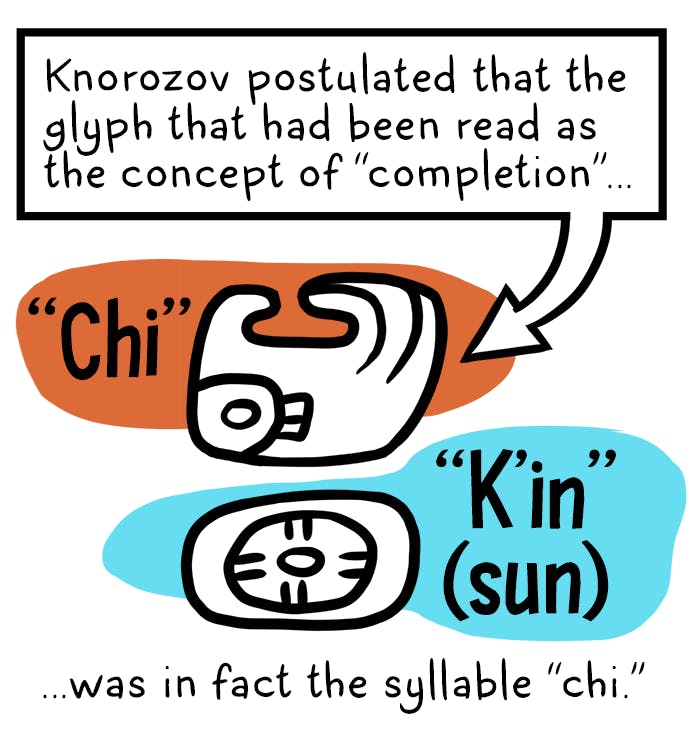 Knorozov postulated that the
glyph that had been read as
the concept of “completion”...
“Chi”
“K’in”
(sun)
...was in fact the syllable “chi.”